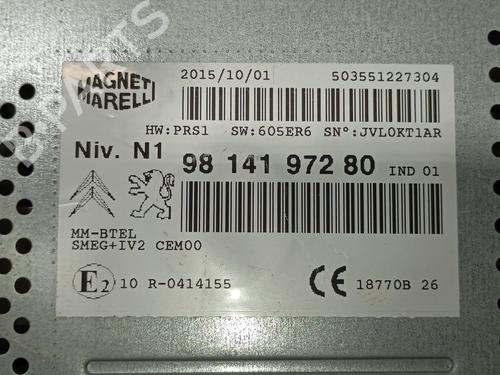 MAGNETI MARELLI
2015/10/01 503551227304
HW:PRS1 SW:605ER6 SN°:JVL0KT1AR
Niv. N1 98 141 972 80 IND 01
MM-BTEL
SMEG+IV2 CEM00
E2 10 R-0414155 CE 18770B 26
B-PARTS